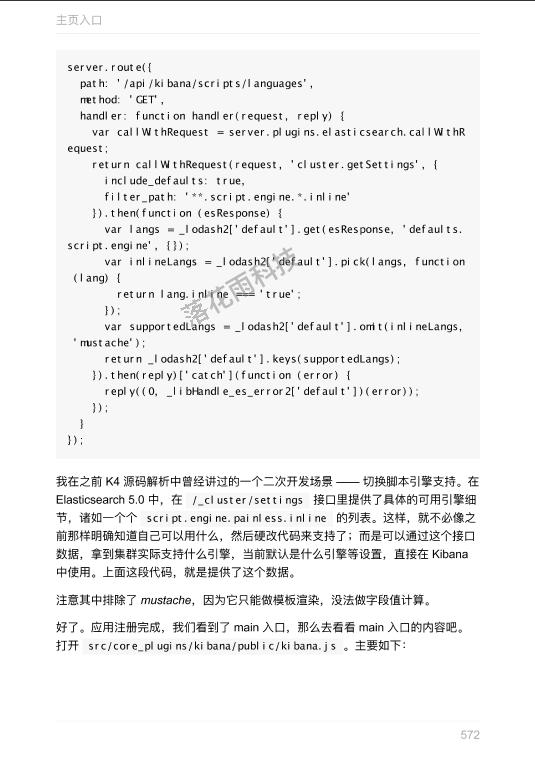 主页入口
server.route({
path: '/api/kibana/scripts/languages',
method: 'GET',
handler: function handler(request, reply) {
var callWithRequest = server.plugins.elasticsearch.callWithR
equest;
return callWithRequest(request, 'cluster.getSettings', {
include_defaults: true,
filter_path: '**.script.engine.*.inline'
}).then(function (esResponse) {
var langs = _lodash2['default'].get(esResponse, 'defaults.
script.engine', {});
var inlineLangs = _lodash2['default'].pick(langs, function
(lang) {
return lang.inline === 'true';
});
var supportedLangs = _lodash2['default'].omit(inlineLangs,
'mustache');
return _lodash2['default'].keys(supportedLangs);
}).then(reply)['catch'](function (error) {
reply((0, _libHandle_es_error2['default'])(error));
});
}
});
落花雨科技
我在之前 K4 源码解析中曾经讲过的一个二次开发场景 —— 切换脚本引擎支持。在
Elasticsearch 5.0 中，在 /_cluster/settings 接口里提供了具体的可用引擎细
节，诸如一个个 script.engine.painless.inline 的列表。这样，就不必像之
前那样明确知道自己可以用什么，然后硬改代码来支持了；而是可以通过这个接口
数据，拿到集群实际支持什么引擎，当前默认是什么引擎等设置，直接在 Kibana
中使用。上面这段代码，就是提供了这个数据。
注意其中排除了 mustache，因为它只能做模板渲染，没法做字段值计算。
好了。应用注册完成，我们看到了 main 入口，那么去看看 main 入口的内容吧。
打开 src/core_plugins/kibana/public/kibana.js 。主要如下：
572